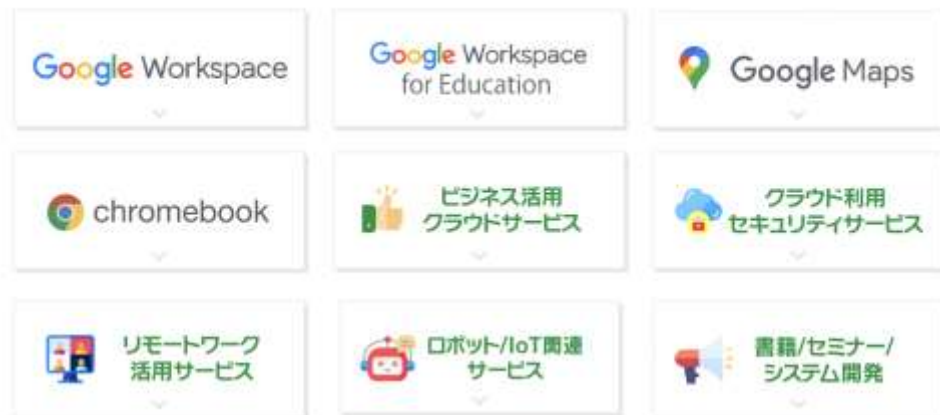 Google Workspace
Google Workspace
for Education
Google Maps
chromebook
ビジネス活用
クラウドサービス
クラウド利用
セキュリティサービス
リモートワーク
活用サービス
ロボット/IoT関連
サービス
書籍/セミナー/
システム開発